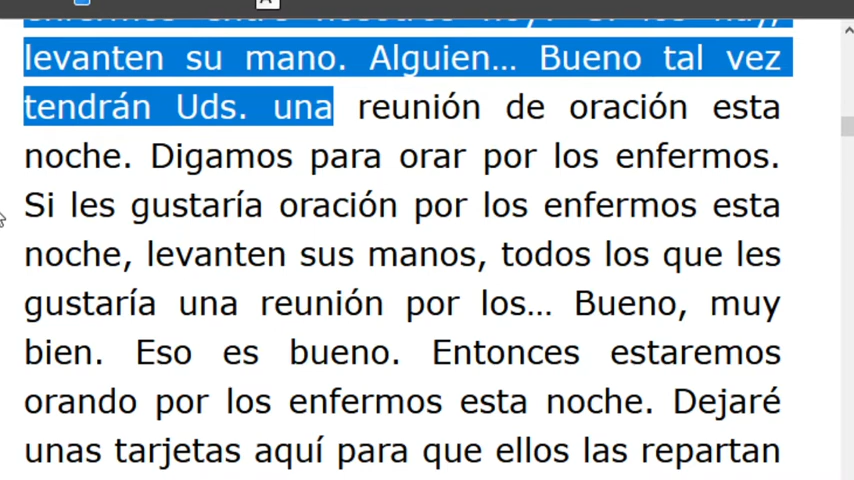 levanten su mano. Alguien... Bueno tal vez
tendrán Uds. una reunión de oración esta
noche. Digamos para orar por los enfermos.
Si les gustaría oración por los enfermos esta
noche, levanten sus manos, todos los que les
gustaría una reunión por los... Bueno, muy
bien. Eso es bueno. Entonces estaremos
orando por los enfermos esta noche. Dejaré
unas tarjetas aquí para que ellos las repartan